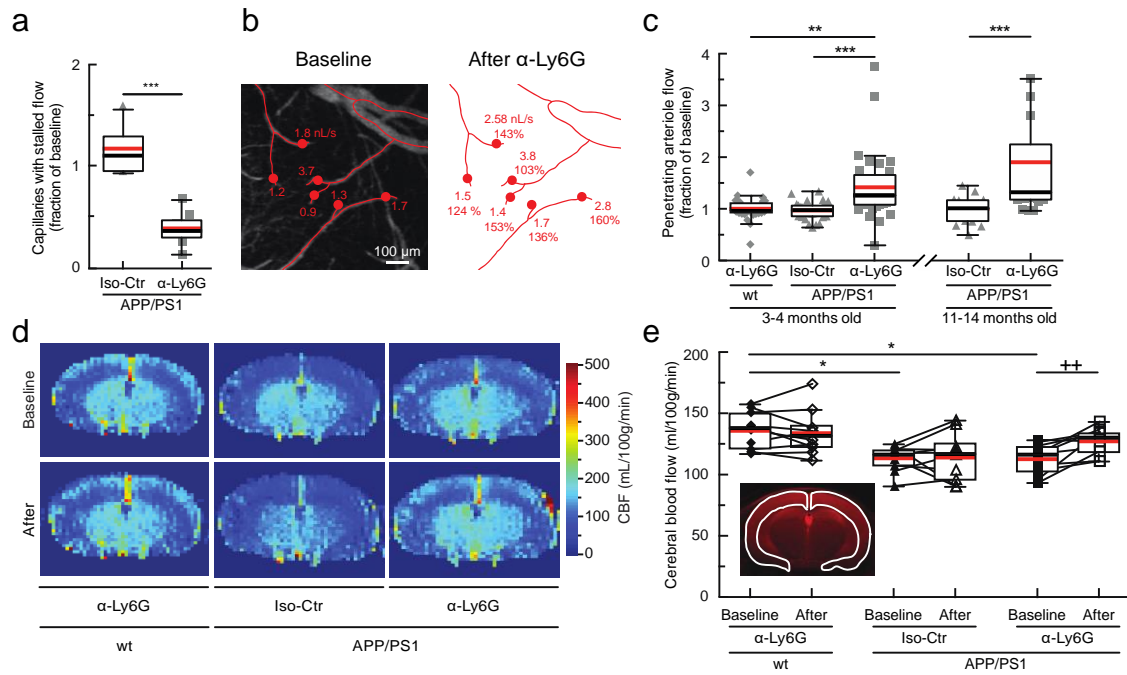 a
Capillaries with stalled flow
(fraction of baseline)
2
1
0
***
Iso-Ctr α-Ly6G
APP/PS1
b
Baseline
After α-Ly6G
1.8 nL/s
1.2
3.7
0.9
1.3
1.7
100 µm
2.58 nL/s
143%
1.5
124 %
3.8
103%
1.4
153%
1.7
136%
2.8
160%
c
Penetrating arteriole flow
(fraction of baseline)
4
3
2
1
0
**
***
***
α-Ly6G Iso-Ctr α-Ly6G Iso-Ctr α-Ly6G
wt APP/PS1 APP/PS1
3-4 months old 11-14 months old
d
Baseline
After
500
400
300
200
100
0
CBF (mL/100g/min)
α-Ly6G Iso-Ctr α-Ly6G
wt APP/PS1
e
Cerebral blood flow (ml/100g/min)
200
150
100
50
0
*
*
++
Baseline After Baseline After Baseline After
α-Ly6G Iso-Ctr α-Ly6G
wt APP/PS1